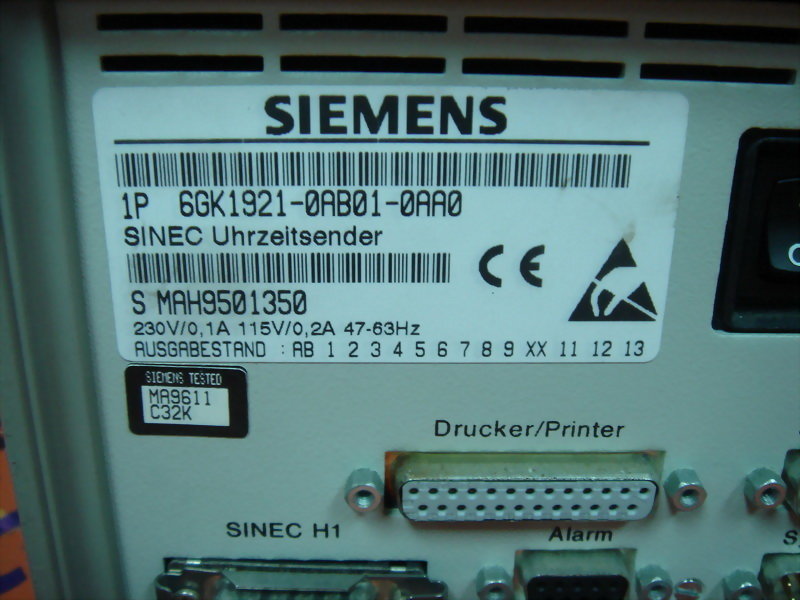 SIEMENS
1P 6GK1921-0AB01-0AA0
SINEC Uhrzeitsender
S MAH9501350
CE
230V/0,1A 115V/0,2A 47-63Hz
AUSGABESTAND : AB 1 2 3 4 5 6 7 8 9 XX 11 12 13
SIEMENS TESTED
MA9611
C32K
Drucker/Printer
SINEC H1
Alarm